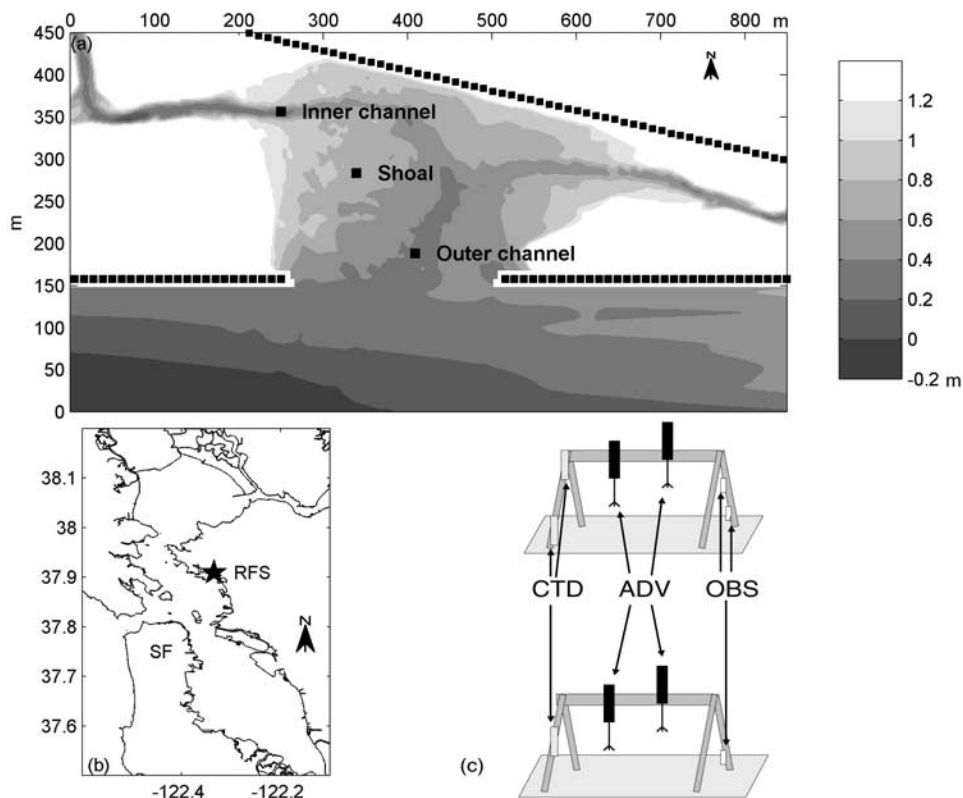 0 100 200 300 400 500 600 700 800 m
450
400
350
300
250
200
150
100
50
0
m
(a)
N
Inner channel
Shoal
Outer channel
1.2
1
0.8
0.6
0.4
0.2
0
-0.2 m
38.1
38
37.9
37.8
37.7
37.6
RFS
SF
N
(b)
-122.4 -122.2
CTD ADV OBS
(c)